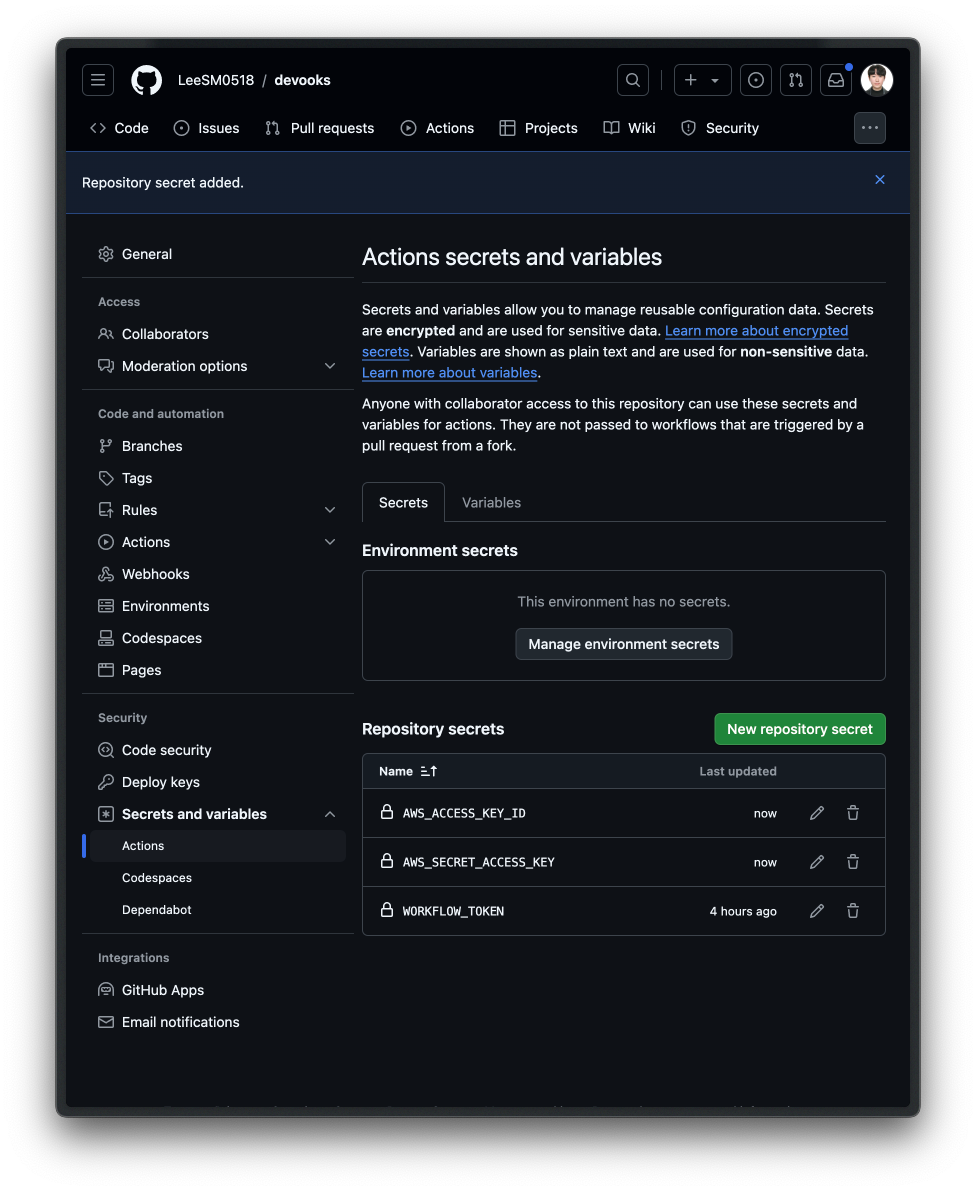 LeeSM0518 / devooks
Code Issues Pull requests Actions Projects Wiki Security
Repository secret added.
General
Access
Collaborators
Moderation options
Code and automation
Branches
Tags
Rules
Actions
Webhooks
Environments
Codespaces
Pages
Security
Code security
Deploy keys
Secrets and variables
Actions
Codespaces
Dependabot
Integrations
GitHub Apps
Email notifications
Actions secrets and variables
Secrets and variables allow you to manage reusable configuration data. Secrets
are encrypted and are used for sensitive data. Learn more about encrypted
secrets. Variables are shown as plain text and are used for non-sensitive data.
Learn more about variables.
Anyone with collaborator access to this repository can use these secrets and
variables for actions. They are not passed to workflows that are triggered by a
pull request from a fork.
Secrets Variables
Environment secrets
This environment has no secrets.
Manage environment secrets
Repository secrets New repository secret
Name Last updated
AWS_ACCESS_KEY_ID now
AWS_SECRET_ACCESS_KEY now
WORKFLOW_TOKEN 4 hours ago